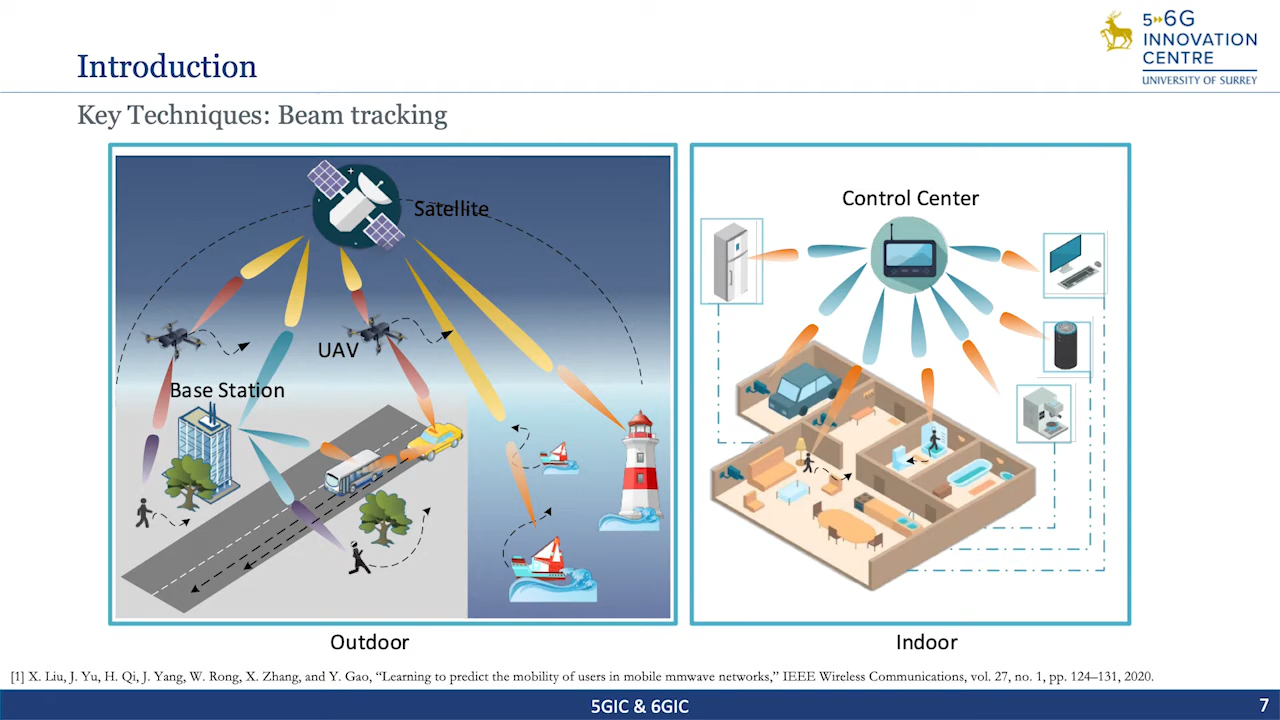 5 6G
INNOVATION
CENTRE
UNIVERSITY OF SURREY
Introduction
Key Techniques: Beam tracking
Satellite
UAV
Base Station
Control Center
Outdoor
Indoor
[1] X. Liu, J. Yu, H. Qi, J. Yang, W. Rong, X. Zhang, and Y. Gao, “Learning to predict the mobility of users in mobile mmwave networks,” IEEE Wireless Communications, vol. 27, no. 1, pp. 124–131, 2020.
5GIC & 6GIC
7